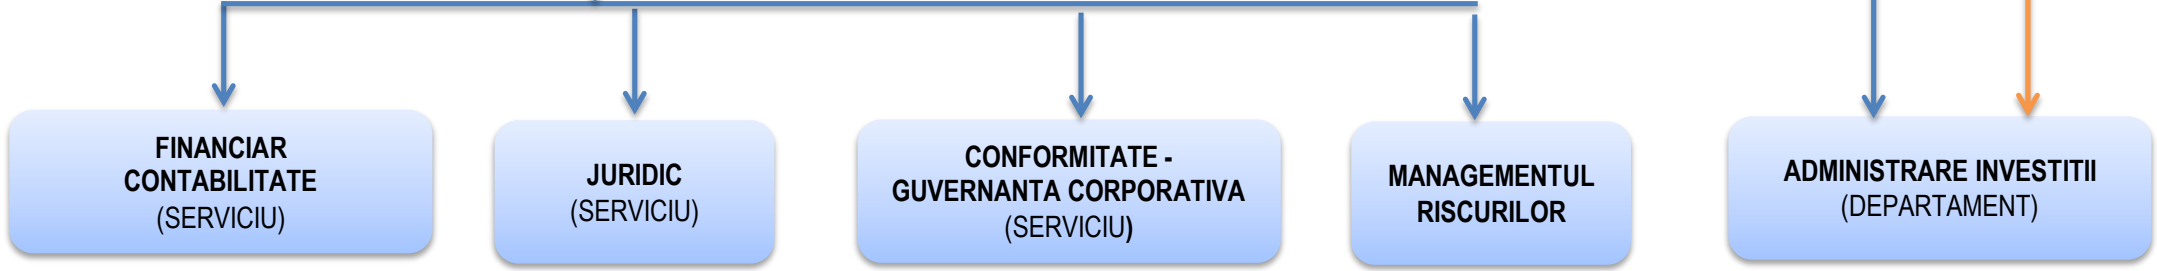 FINANCIAR
CONTABILITATE
(SERVICIU)
JURIDIC
(SERVICIU)
CONFORMITATE -
GUVERNANTA CORPORATIVA
(SERVICIU)
MANAGEMENTUL
RISCURILOR
ADMINISTRARE INVESTITII
(DEPARTAMENT)